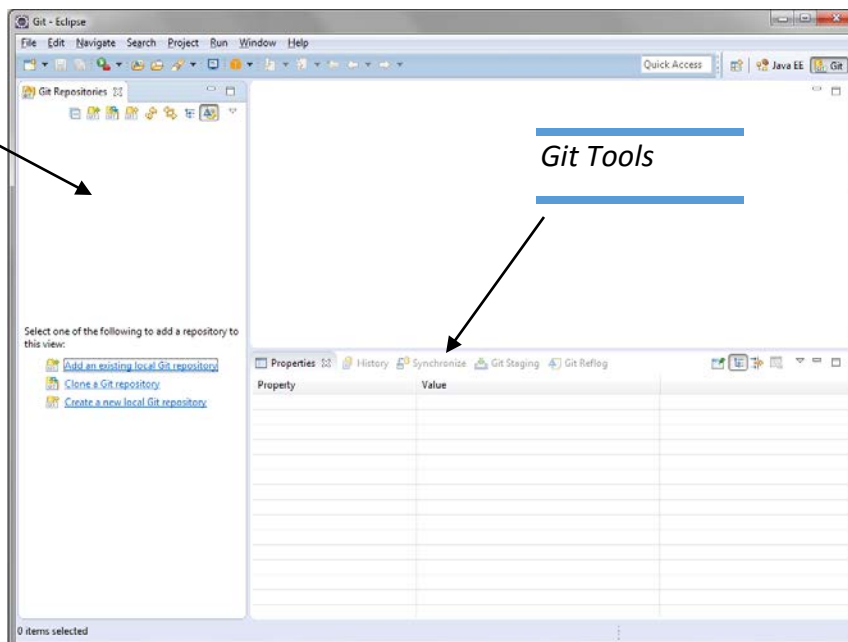 Git - Eclipse
File Edit Navigate Search Project Run Window Help
Quick Access
Java EE
Git
Git Repositories
Git Tools
Select one of the following to add a repository to
this view:
Add an existing local Git repository
Clone a Git repository
Create a new local Git repository
Properties History Synchronize Git Staging Git Reflog
Property Value
0 items selected